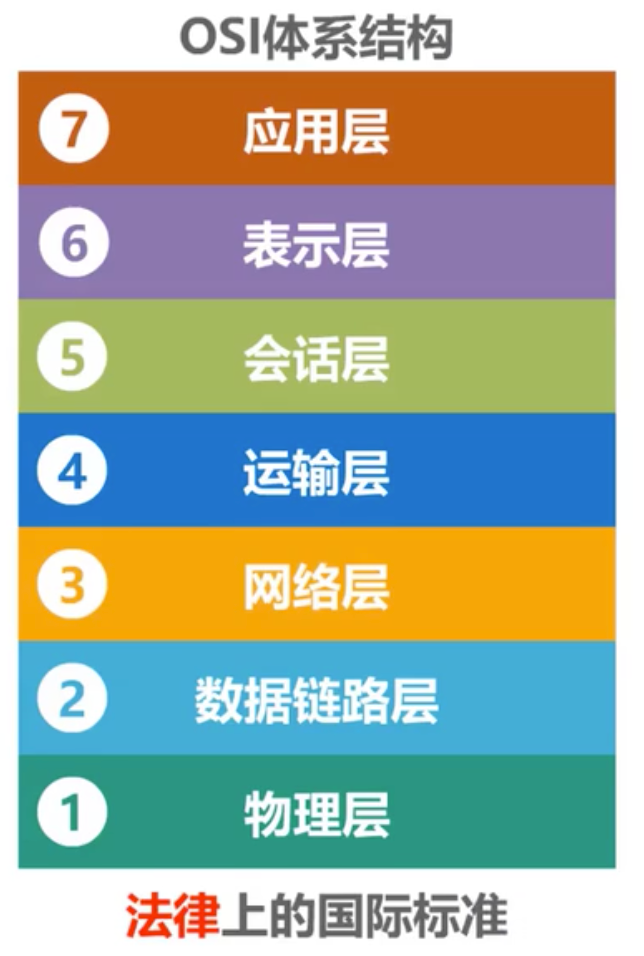 OSI体系结构
7 应用层
6 表示层
5 会话层
4 运输层
3 网络层
2 数据链路层
1 物理层
法律上的国际标准